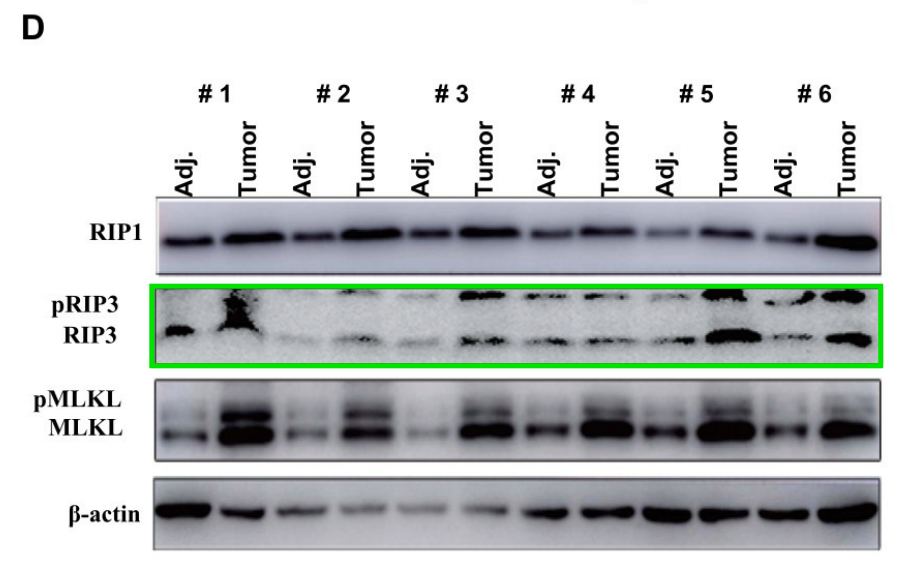 D
# 1 # 2 # 3 # 4 # 5 # 6
Adj. Tumor Adj. Tumor Adj. Tumor Adj. Tumor Adj. Tumor Adj. Tumor
RIP1
pRIP3
RIP3
pMLKL
MLKL
β-actin